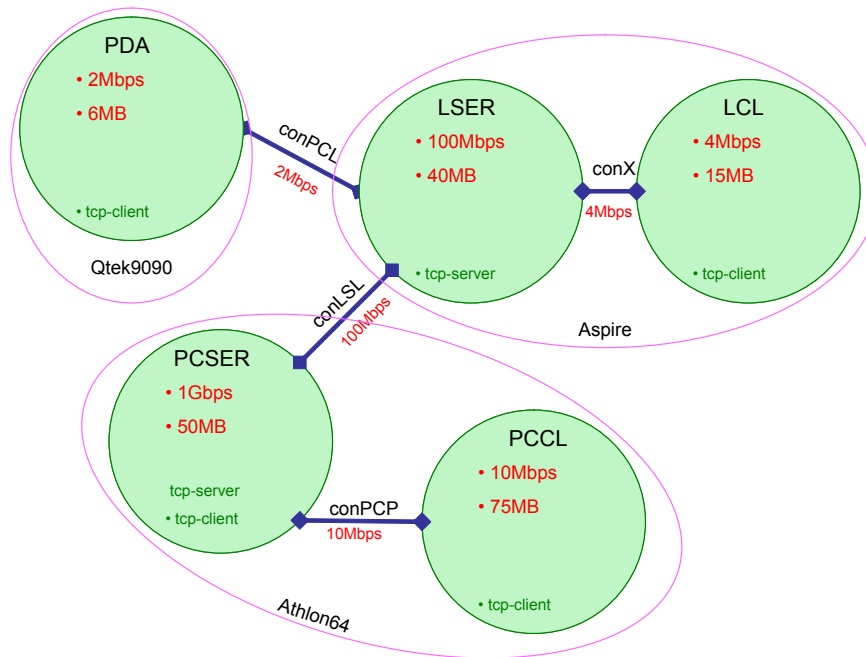 PDA
• 2Mbps
• 6MB
• tcp-client
Qtek9090
conPCL
2Mbps
LSER
• 100Mbps
• 40MB
• tcp-server
conX
4Mbps
LCL
• 4Mbps
• 15MB
• tcp-client
Aspire
conLSL
100Mbps
PCSER
• 1Gbps
• 50MB
tcp-server
• tcp-client
conPCP
10Mbps
PCCL
• 10Mbps
• 75MB
• tcp-client
Athlon64